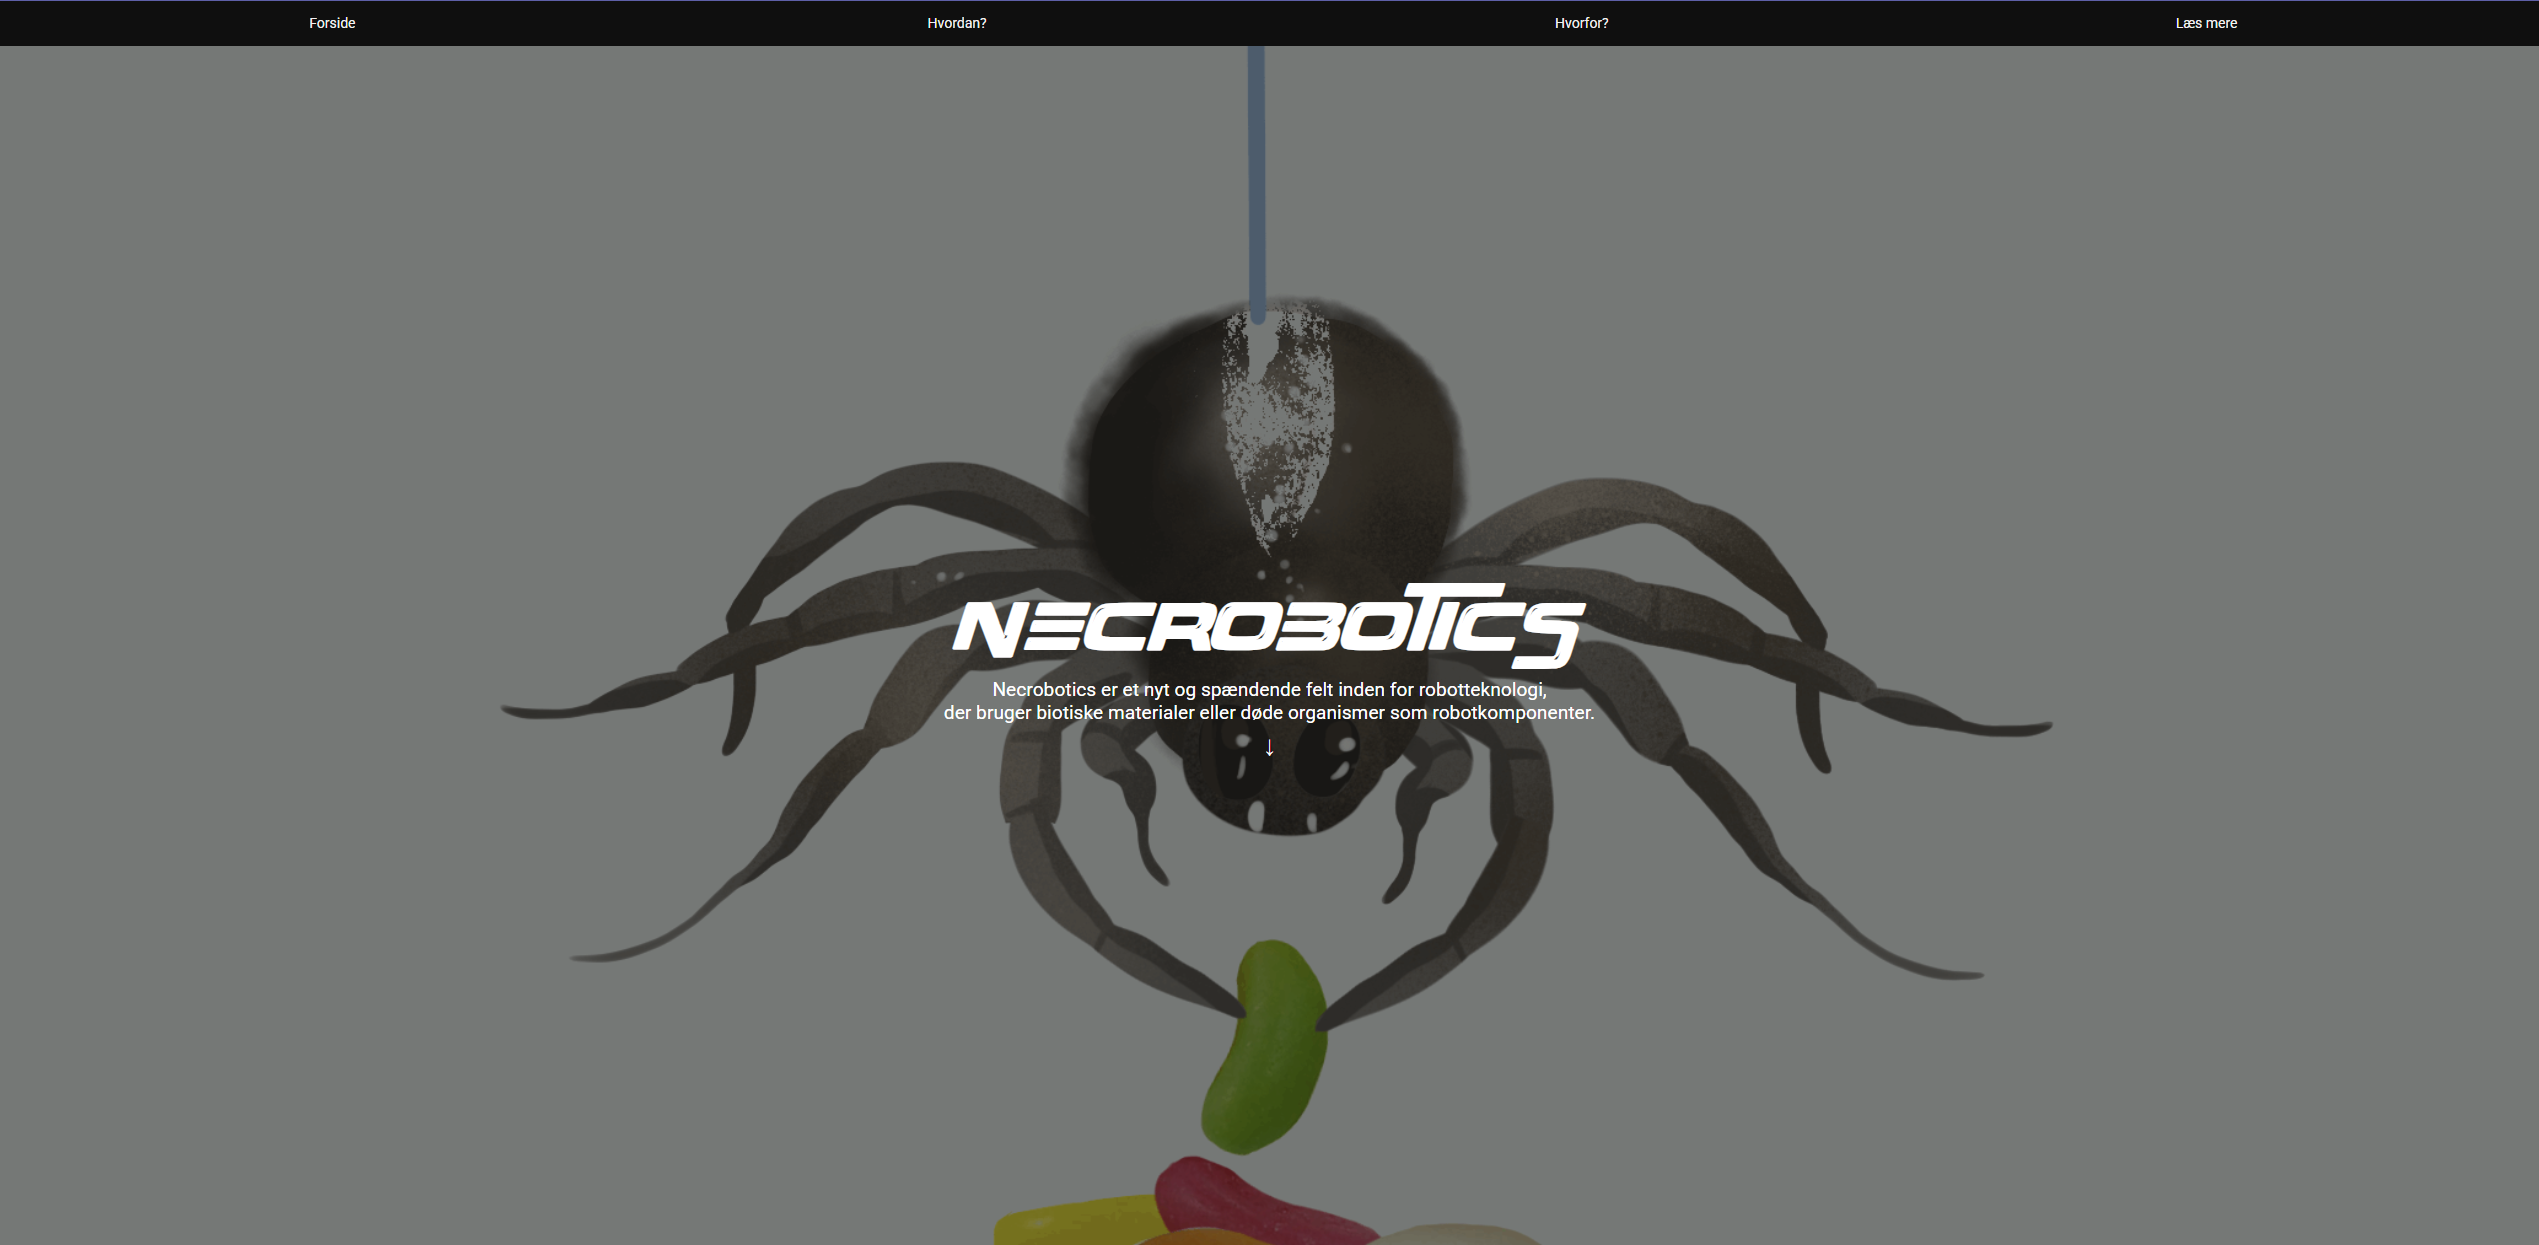 Forside
Hvordan?
Hvorfor?
Læs mere
NECROBOTICS
Necrobotics er et nyt og spændende felt inden for robotteknologi,
der bruger biotiske materialer eller døde organismer som robotkomponenter.
↓